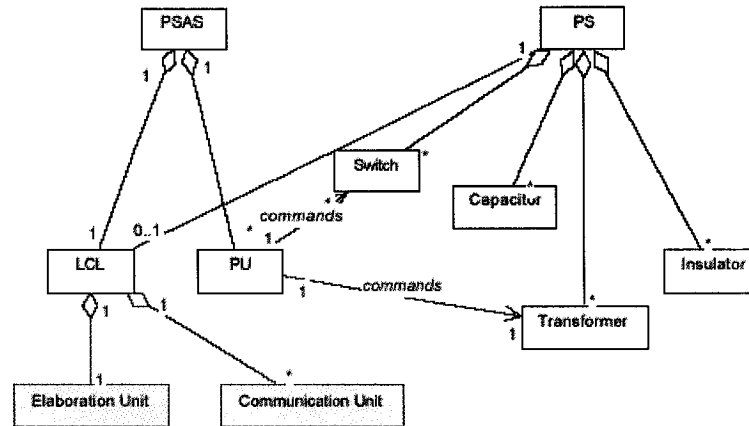 PSAS
PS
1
1
1
Switch
*
Capacitor
*
* commands
0..1
*
1
1
LCL
PU
Insulator
*
1
commands
1
Transformer
*
1
1
1
*
Elaboration Unit
Communication Unit